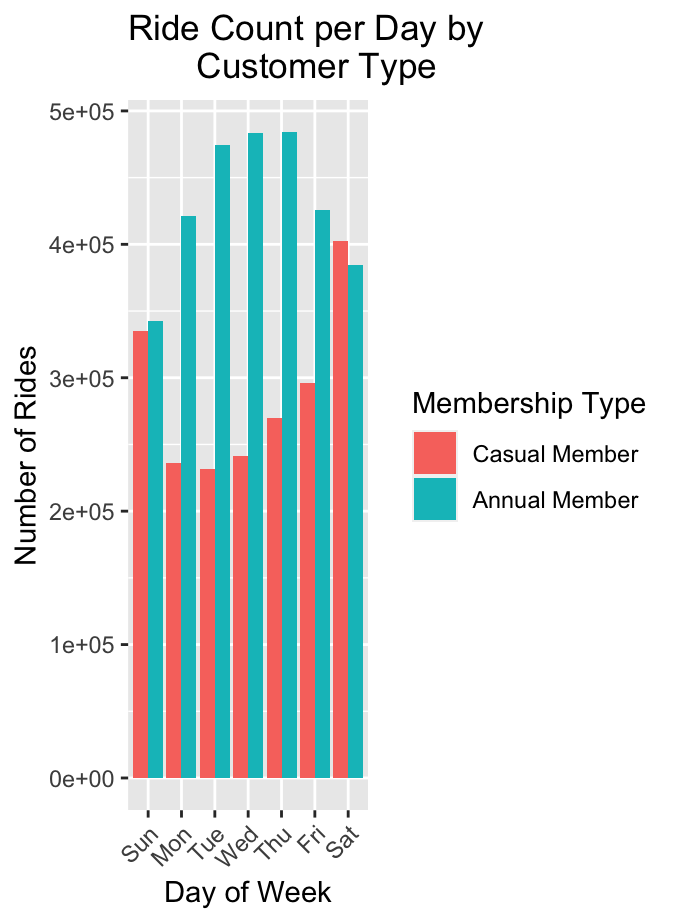 Ride Count per Day by
Customer Type
5e+05
4e+05
3e+05
2e+05
1e+05
0e+00
Number of Rides
Sun
Mon
Tue
Wed
Thu
Fri
Sat
Day of Week
Membership Type
Casual Member
Annual Member